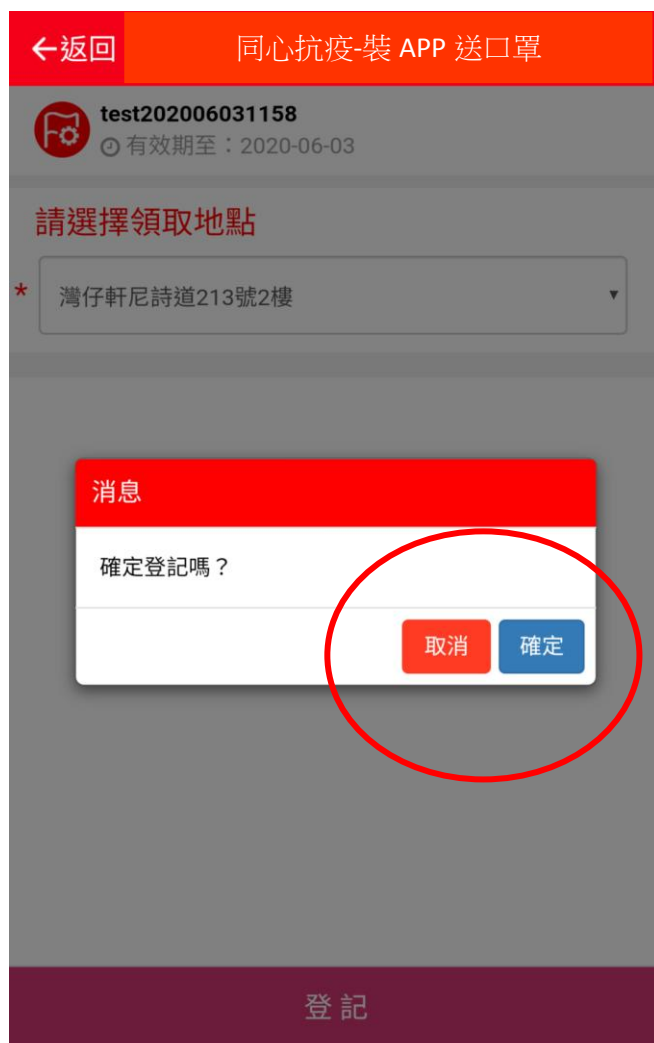 ←返回
同心抗疫-裝 APP 送口罩
test202006031158
有效期至：2020-06-03
請選擇領取地點
* 灣仔軒尼詩道213號2樓
消息
確定登記嗎？
取消 確定
登記